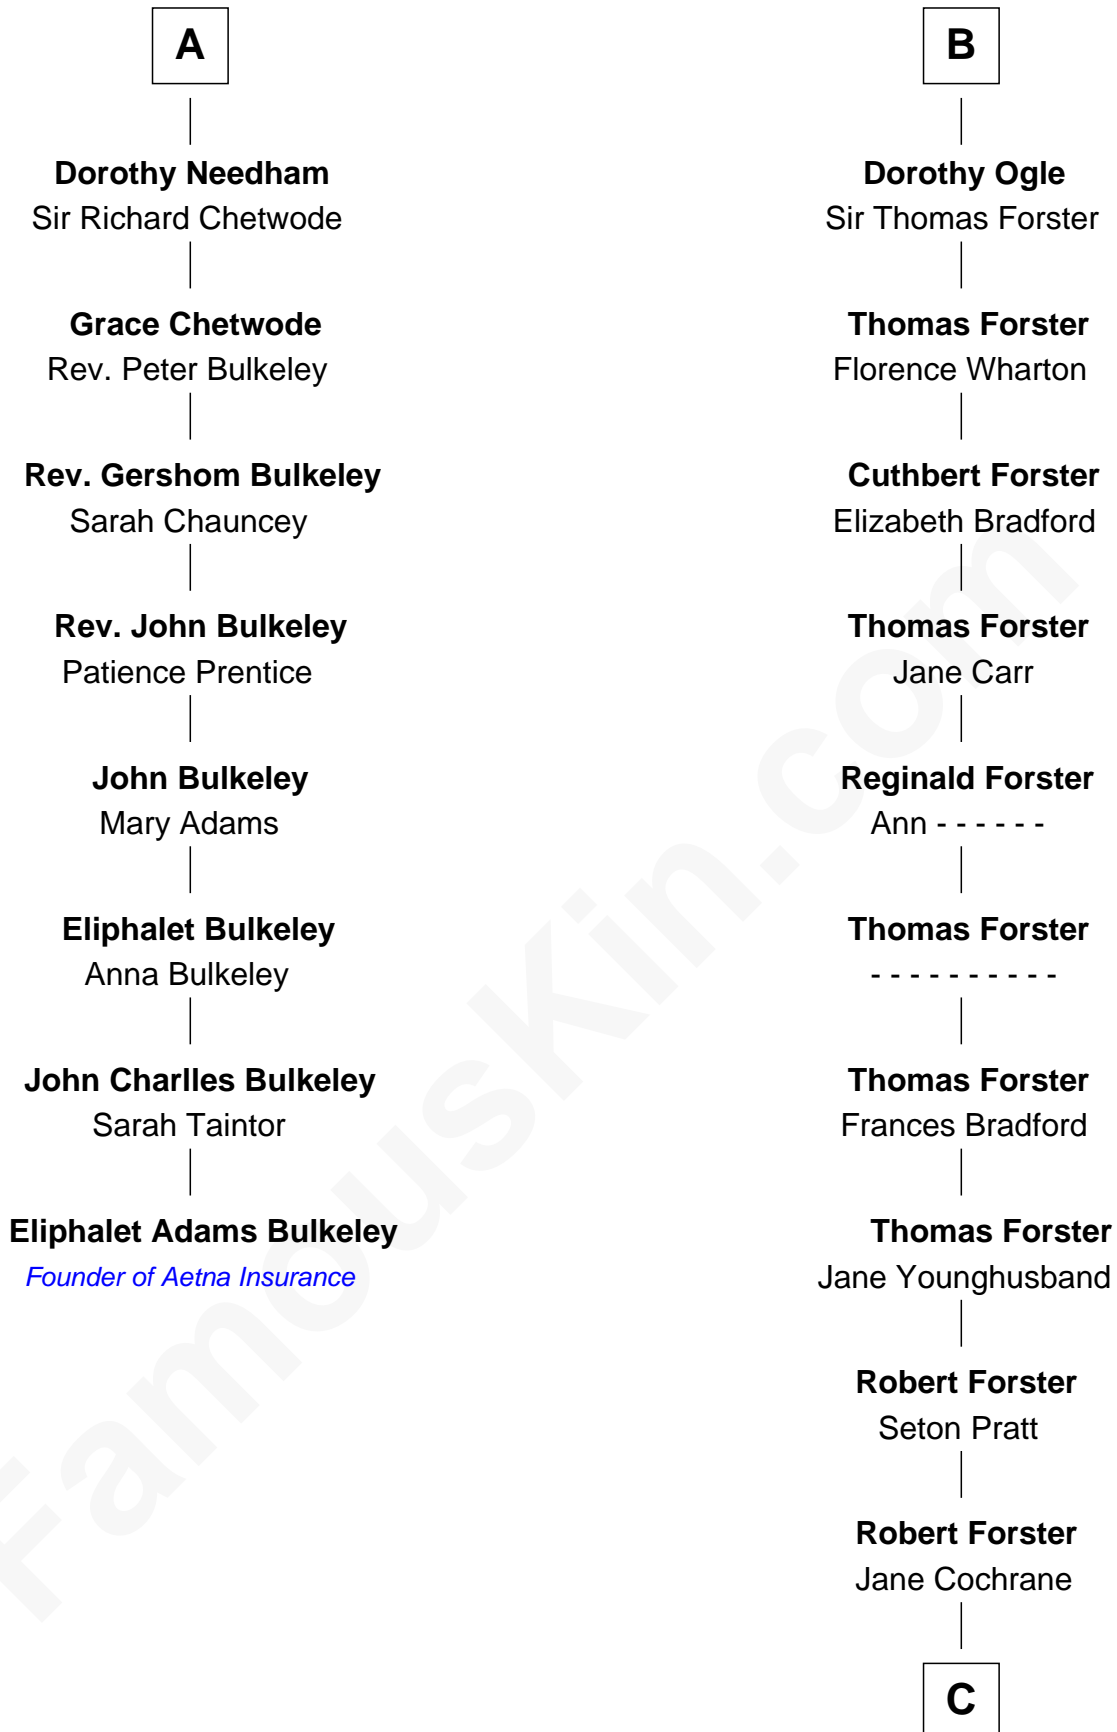 A
Dorothy Needham
Sir Richard Chetwode
Grace Chetwode
Rev. Peter Bulkeley
Rev. Gershom Bulkeley
Sarah Chauncey
Rev. John Bulkeley
Patience Prentice
John Bulkeley
Mary Adams
Eliphalet Bulkeley
Anna Bulkeley
John Charlles Bulkeley
Sarah Taintor
Eliphalet Adams Bulkeley
Founder of Aetna Insurance
B
Dorothy Ogle
Sir Thomas Forster
Thomas Forster
Florence Wharton
Cuthbert Forster
Elizabeth Bradford
Thomas Forster
Jane Carr
Reginald Forster
Ann - - - - - -
Thomas Forster
- - - - - - - - - -
Thomas Forster
Frances Bradford
Thomas Forster
Jane Younghusband
Robert Forster
Seton Pratt
Robert Forster
Jane Cochrane
C
FamousKin.com